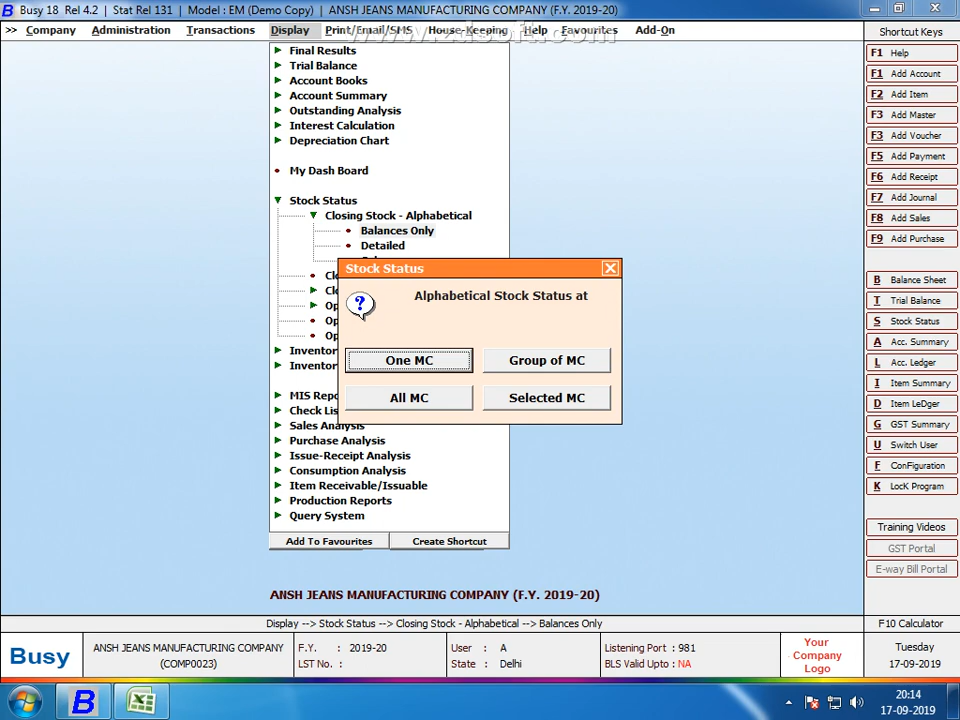 Busy 18 Rel 4.2 | Stat Rel 131 | Model : EM (Demo Copy) | ANSH JEANS MANUFACTURING COMPANY (F.Y. 2019-20)
>> Company Administration Transactions Display Print/Email/SMS House-Keeping Help Favourites Add-On
Shortcut Keys
Final Results
Trial Balance
Account Books
Account Summary
Outstanding Analysis
Interest Calculation
Depreciation Chart
My Dash Board
Stock Status
Closing Stock - Alphabetical
Balances Only
Detailed
Stock Status
Alphabetical Stock Status at
One MC
Group of MC
All MC
Selected MC
Clo
Op
Op
Op
Inventor
Inventor
MIS Repo
Check Lis
Sales Analysis
Purchase Analysis
Issue-Receipt Analysis
Consumption Analysis
Item Receivable/Issuable
Production Reports
Query System
Add To Favourites
Create Shortcut
F1 Help
F1 Add Account
F2 Add Item
F3 Add Master
F3 Add Voucher
F5 Add Payment
F6 Add Receipt
F7 Add Journal
F8 Add Sales
F9 Add Purchase
B Balance Sheet
T Trial Balance
S Stock Status
A Acc. Summary
L Acc. Ledger
I Item Summary
D Item LeDger
G GST Summary
U Switch User
F ConFiguration
K LocK Program
Training Videos
GST Portal
E-way Bill Portal
ANSH JEANS MANUFACTURING COMPANY (F.Y. 2019-20)
Display --> Stock Status --> Closing Stock - Alphabetical --> Balances Only
F10 Calculator
Busy
ANSH JEANS MANUFACTURING COMPANY
(COMP0023)
F.Y. : 2019-20
LST No. :
User : A
State : Delhi
Listening Port : 981
BLS Valid Upto : NA
Your
Company
Logo
Tuesday
17-09-2019
B
20:14
17-09-2019